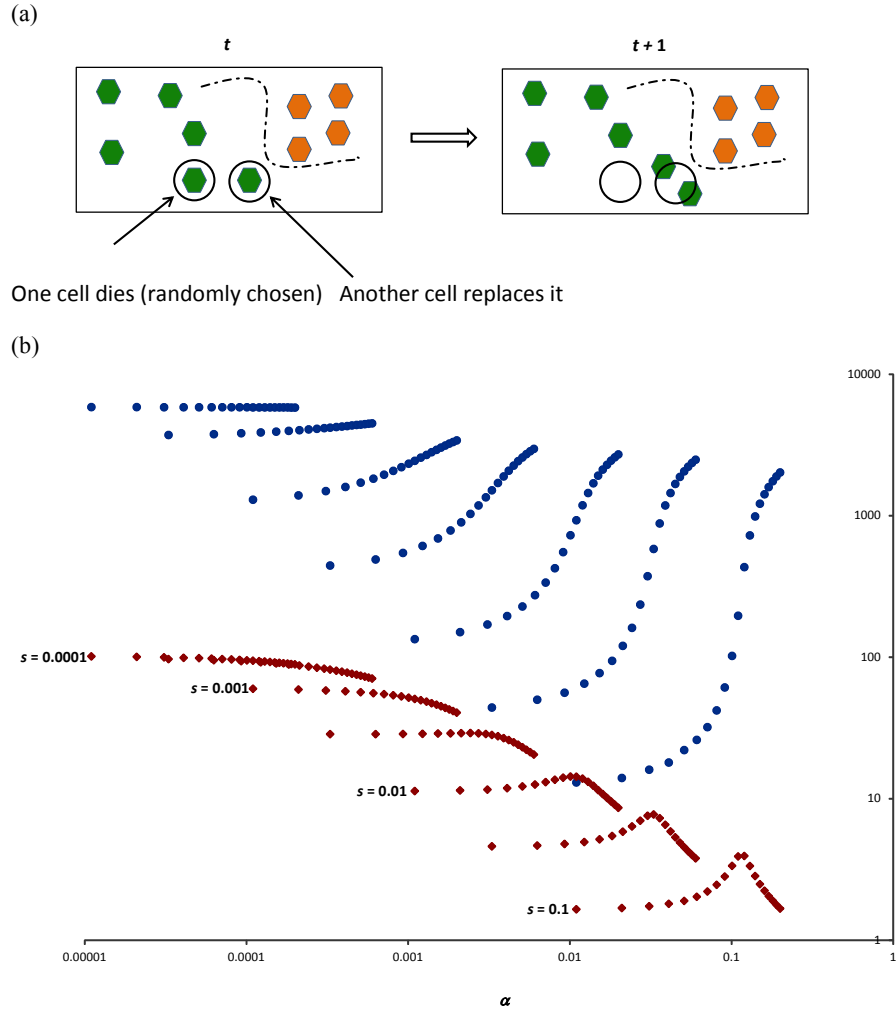 (a)
t
t + 1
One cell dies (randomly chosen) Another cell replaces it
(b)
10000
1000
s = 0.0001
100
s = 0.001
s = 0.01
10
s = 0.1
1
0.00001 0.0001 0.001 0.01 0.1 1
α